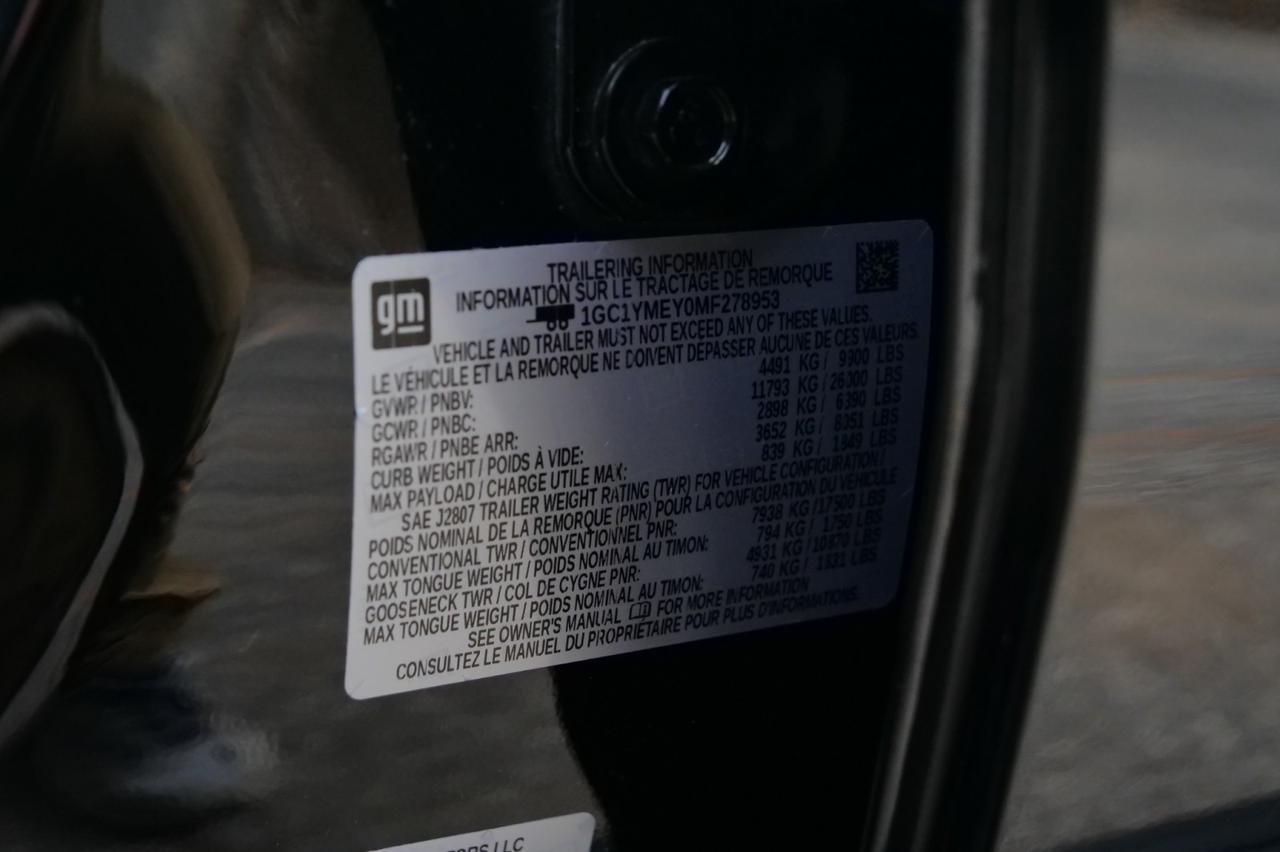 gm
TRAILERING INFORMATION
INFORMATION SUR LE TRACTAGE DE REMORQUE
1GC1YMEY0MF278953
VEHICLE AND TRAILER MUST NOT EXCEED ANY OF THESE VALUES.
LE VÉHICULE ET LA REMORQUE NE DOIVENT DÉPASSER AUCUNE DE CES VALEURS.
GVWR / PNBV: 4491 KG / 9900 LBS
GCWR / PNBC: 11793 KG / 26000 LBS
RGAWR / PNBE ARR: 2898 KG / 6390 LBS
CURB WEIGHT / POIDS À VIDE: 3652 KG / 8051 LBS
MAX PAYLOAD / CHARGE UTILE MAX: 839 KG / 1849 LBS
SAE J2807 TRAILER WEIGHT RATING (TWR) FOR VEHICLE CONFIGURATION /
POIDS NOMINAL DE LA REMORQUE (PNR) POUR LA CONFIGURATION DU VÉHICULE
CONVENTIONAL TWR / CONVENTIONNEL PNR: 7938 KG / 17500 LBS
MAX TONGUE WEIGHT / POIDS NOMINAL AU TIMON: 794 KG / 1750 LBS
GOOSENECK TWR / COL DE CYGNE PNR: 4931 KG / 10870 LBS
MAX TONGUE WEIGHT / POIDS NOMINAL AU TIMON: 740 KG / 1631 LBS
SEE OWNER'S MANUAL FOR MORE INFORMATION
CONSULTEZ LE MANUEL DU PROPRIÉTAIRE POUR PLUS D'INFORMATIONS.
LLC